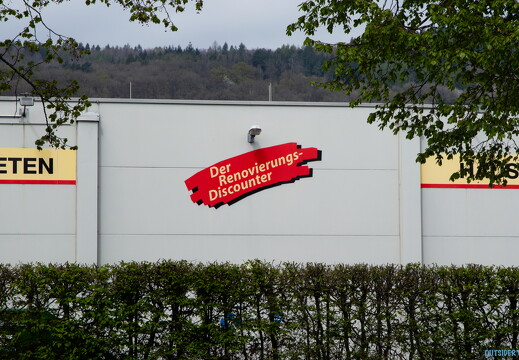 ETEN
Der
Renovierungs-
Discounter